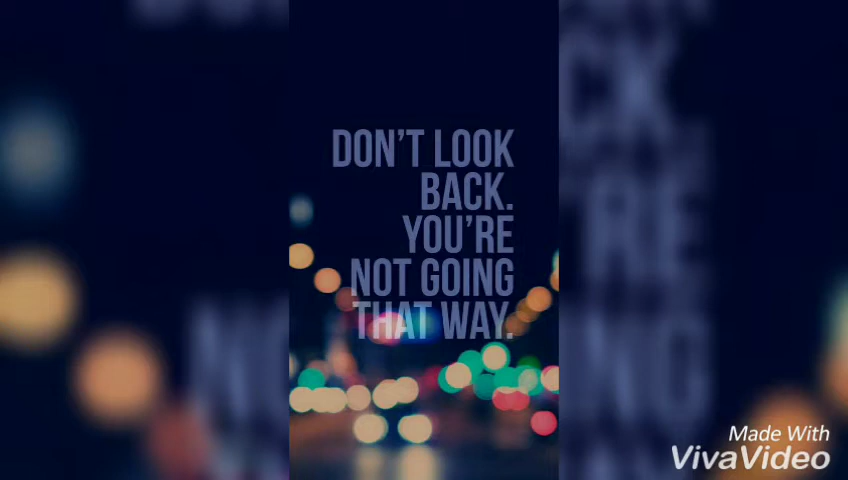 DON'T LOOK
BACK.
YOU'RE
NOT GOING
THAT WAY.
Made With
VivaVideo